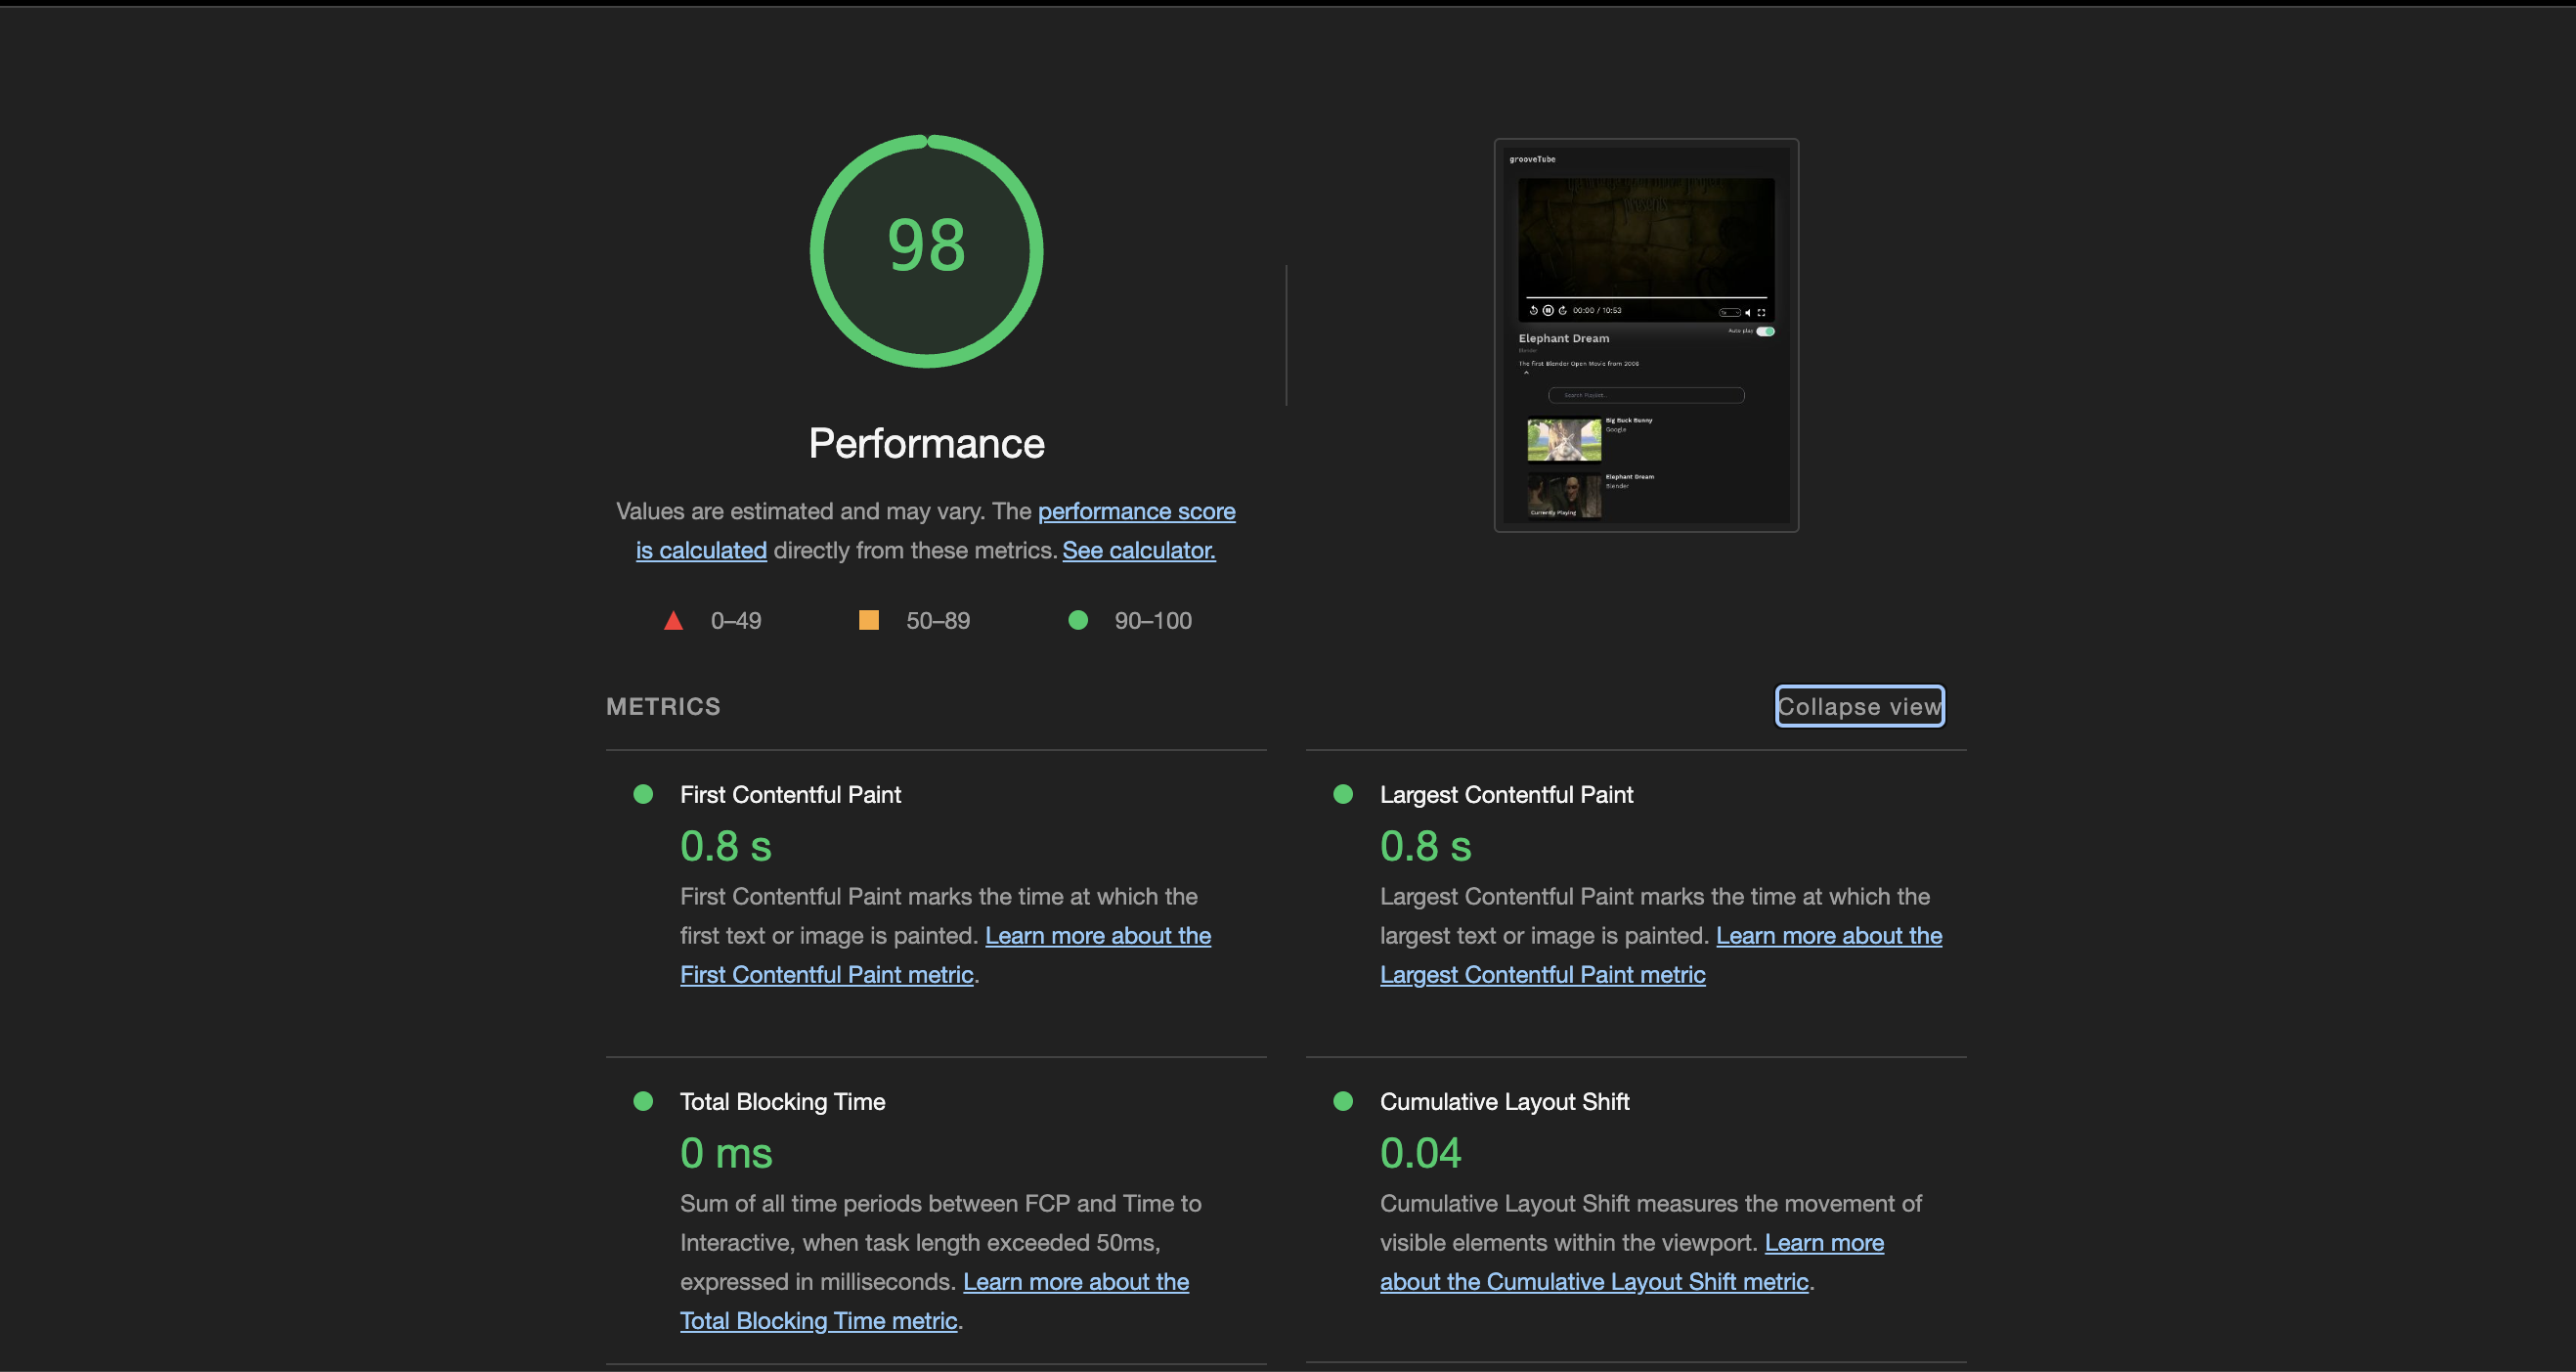 98
Performance
Values are estimated and may vary. The performance score
is calculated directly from these metrics. See calculator.
0–49
50–89
90–100
grooveTube
00:00 / 10:53
Auto play
Elephant Dream
Blender
The first Blender Open Movie from 2006
Search Playlist...
Big Buck Bunny
Google
Elephant Dream
Blender
Currently Playing
METRICS
Collapse view
First Contentful Paint
0.8 s
First Contentful Paint marks the time at which the
first text or image is painted. Learn more about the
First Contentful Paint metric.
Largest Contentful Paint
0.8 s
Largest Contentful Paint marks the time at which the
largest text or image is painted. Learn more about the
Largest Contentful Paint metric
Total Blocking Time
0 ms
Sum of all time periods between FCP and Time to
Interactive, when task length exceeded 50ms,
expressed in milliseconds. Learn more about the
Total Blocking Time metric.
Cumulative Layout Shift
0.04
Cumulative Layout Shift measures the movement of
visible elements within the viewport. Learn more
about the Cumulative Layout Shift metric.